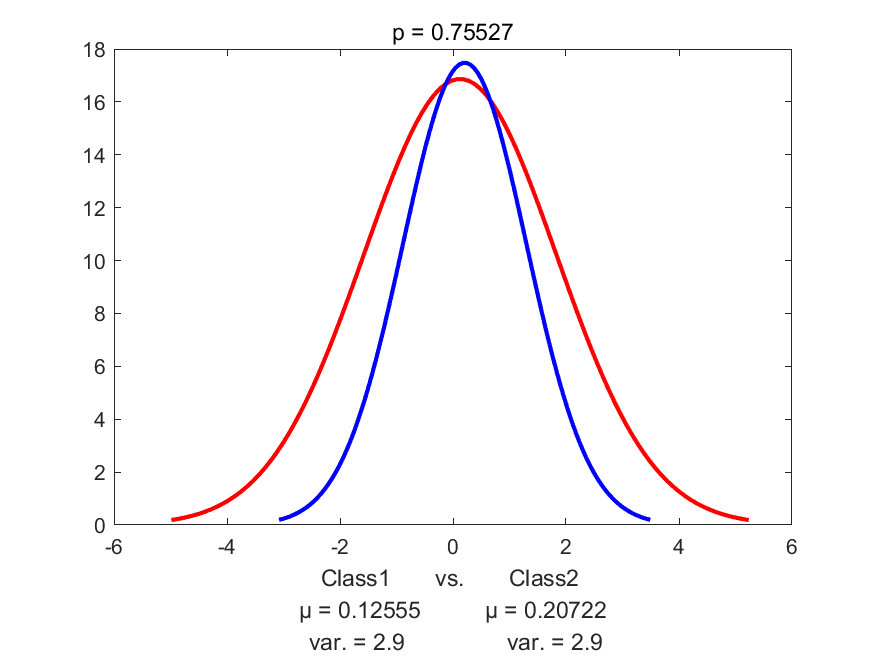 p = 0.75527
18
16
14
12
10
8
6
4
2
0
-6 -4 -2 0 2 4 6
Class1 vs. Class2
μ = 0.12555 μ = 0.20722
var. = 2.9 var. = 2.9